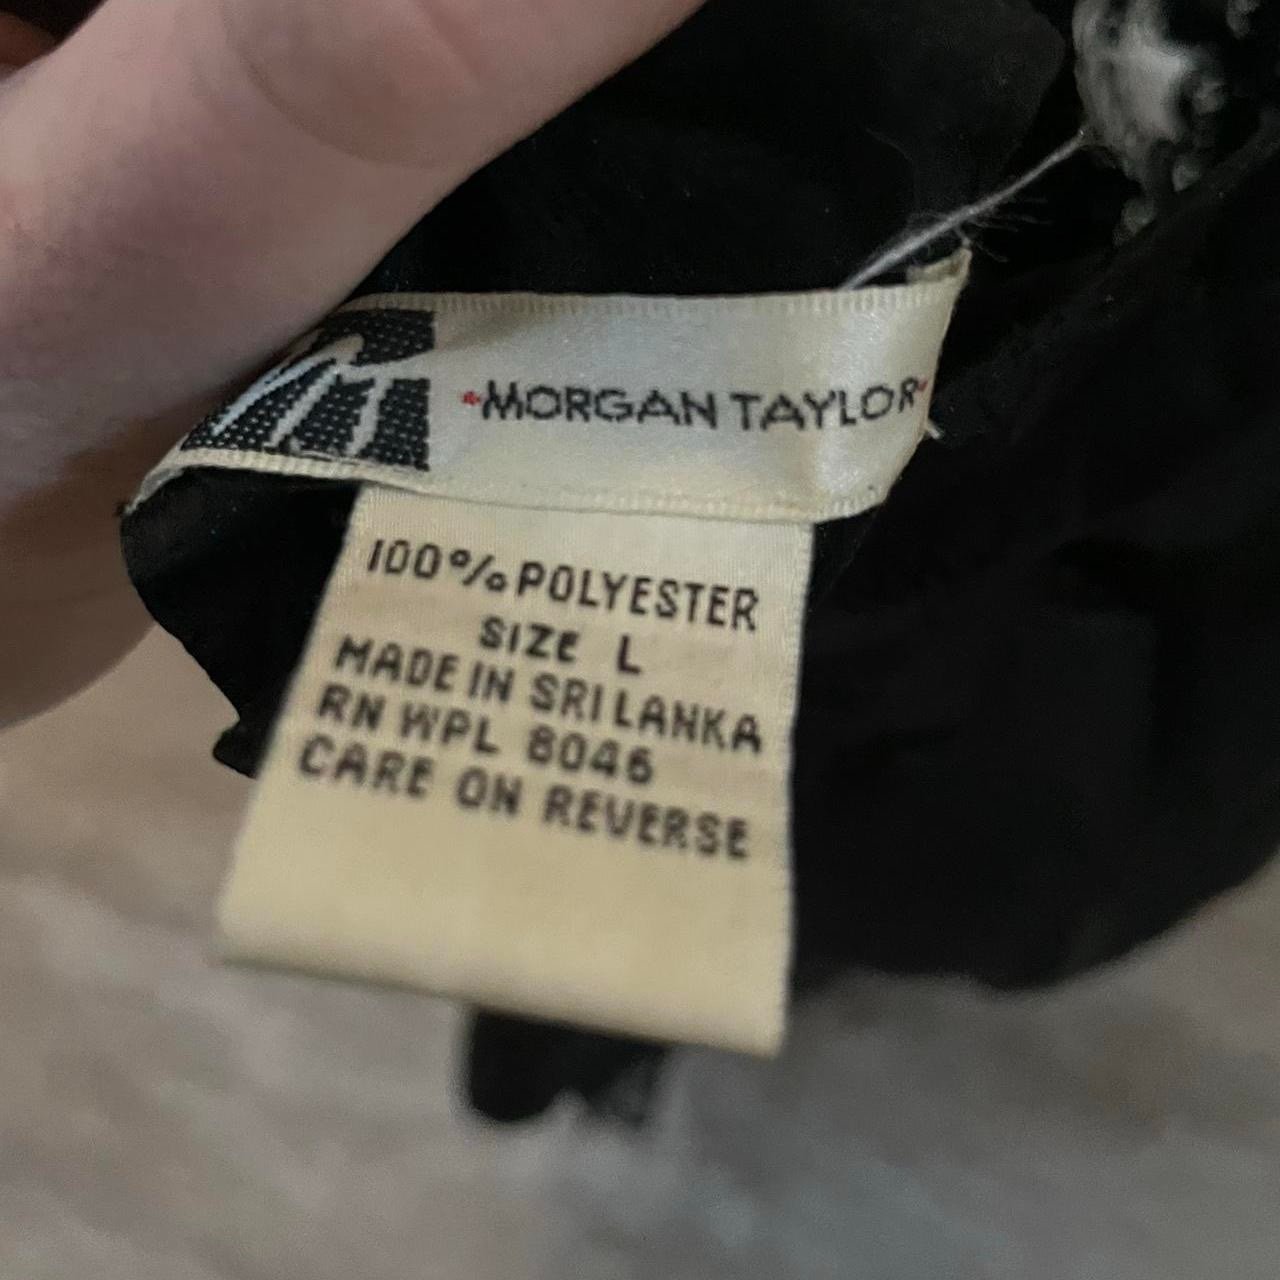 *MORGAN TAYLOR*
100% POLYESTER
SIZE L
MADE IN SRI LANKA
RN WPL 8046
CARE ON REVERSE